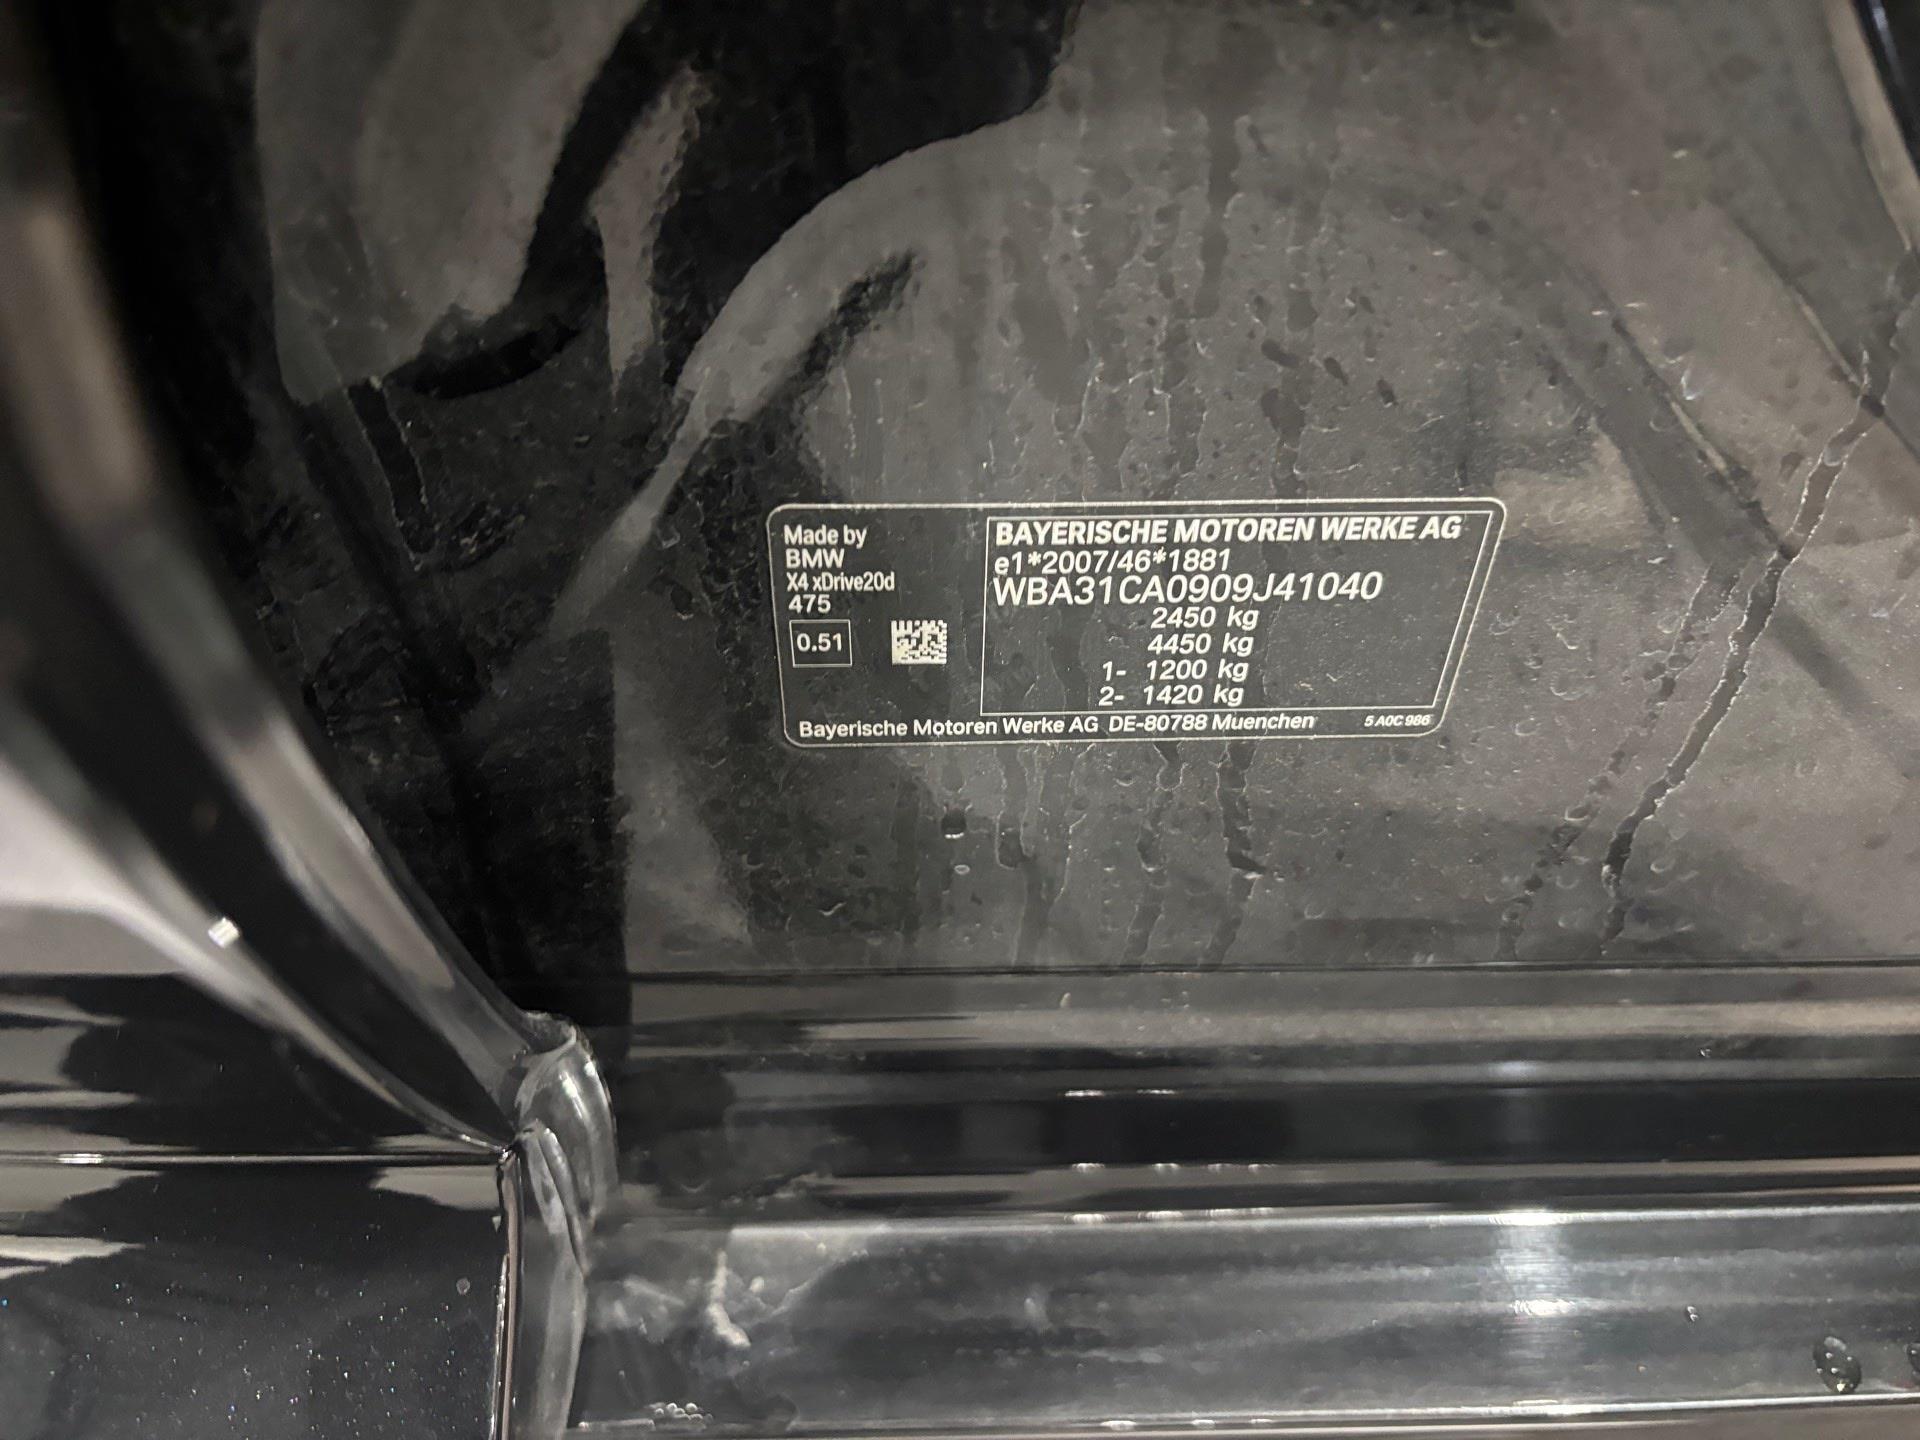 Made by
BMW
X4 xDrive20d
475
0.51
BAYERISCHE MOTOREN WERKE AG
e1*2007/46*1881
WBA31CA0909J41040
2450 kg
4450 kg
1- 1200 kg
2- 1420 kg
Bayerische Motoren Werke AG DE-80788 Muenchen 5 A0C 986